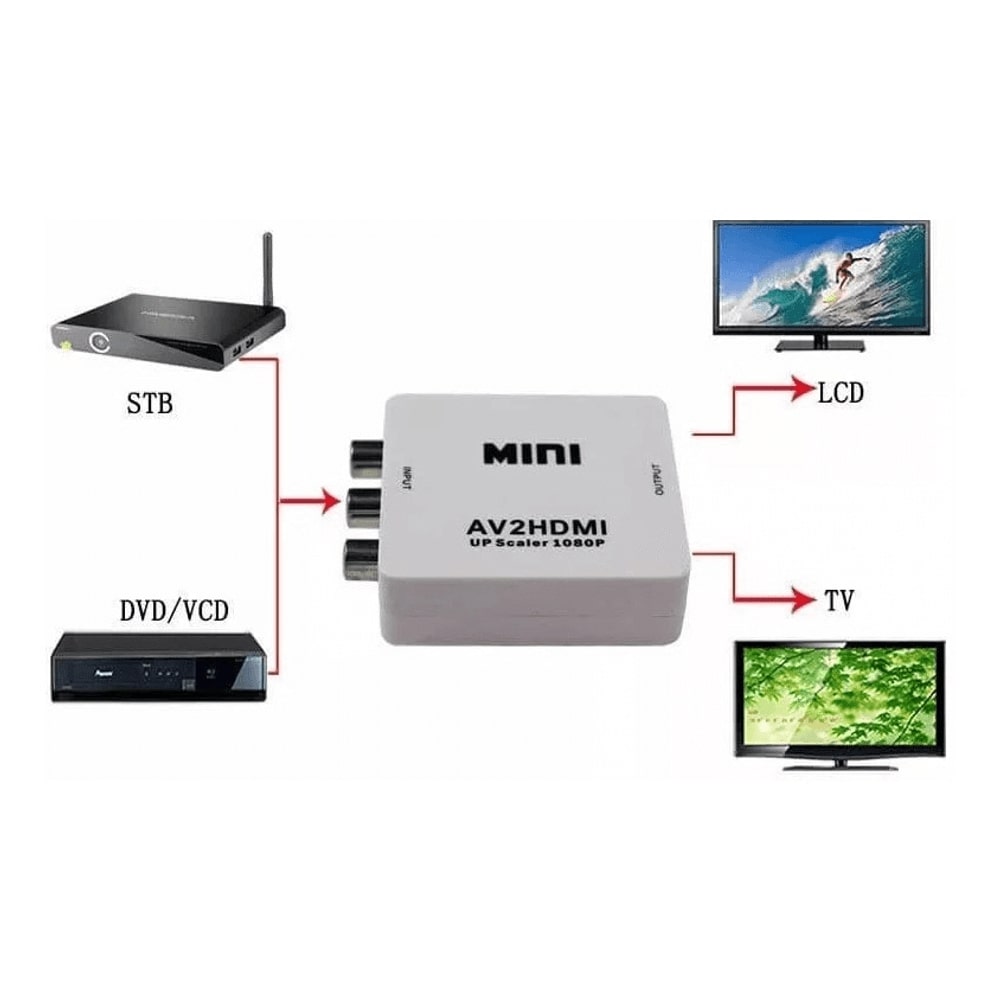 STB
LCD
MINI
INPUT
OUTPUT
AV2HDMI
UP Scaler 1080P
DVD/VCD
TV